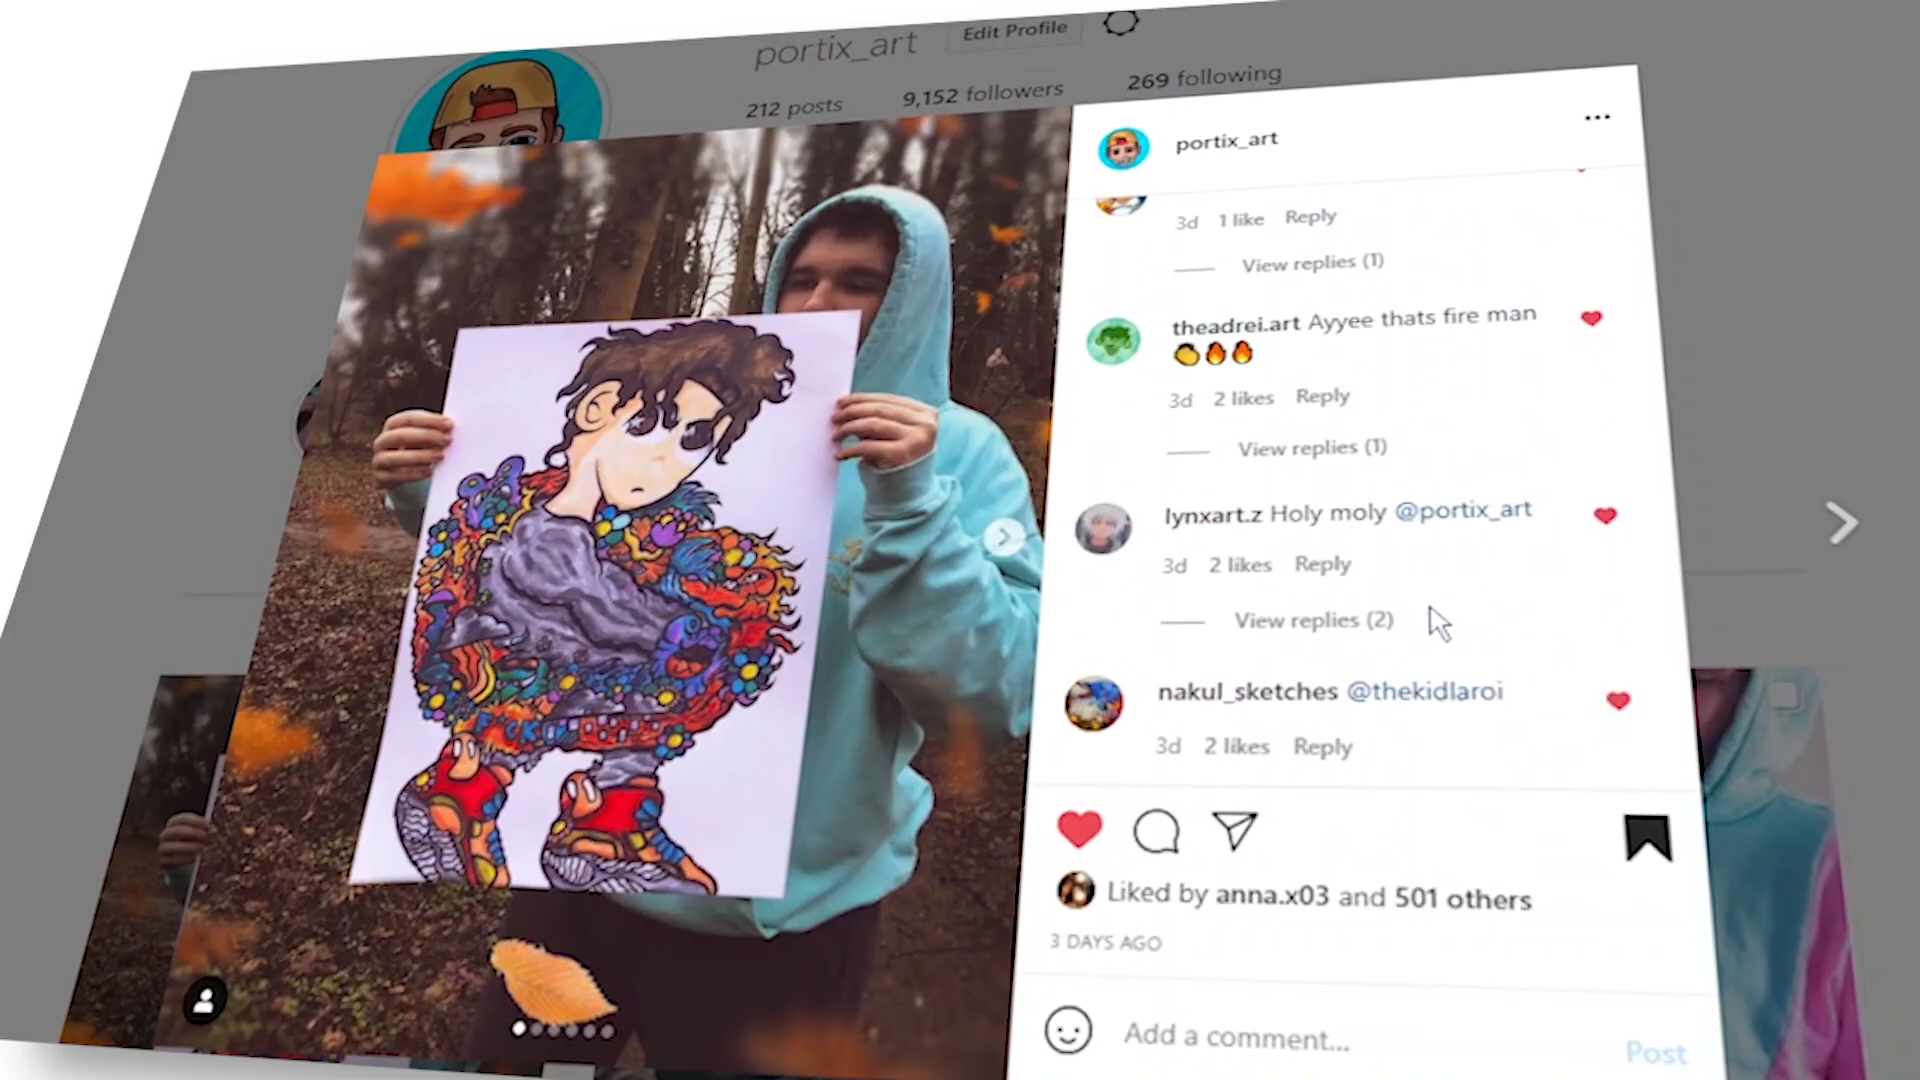 portix_art Edit Profile
212 posts 9,152 followers 269 following
portix_art
3d 1 like Reply
View replies (1)
theadrei.art Ayyee thats fire man
👏🔥🔥
3d 2 likes Reply
View replies (1)
lynxart.z Holy moly @portix_art
3d 2 likes Reply
View replies (2)
nakul_sketches @thekidlaroi
3d 2 likes Reply
Liked by anna.x03 and 501 others
3 DAYS AGO
Add a comment...
Post